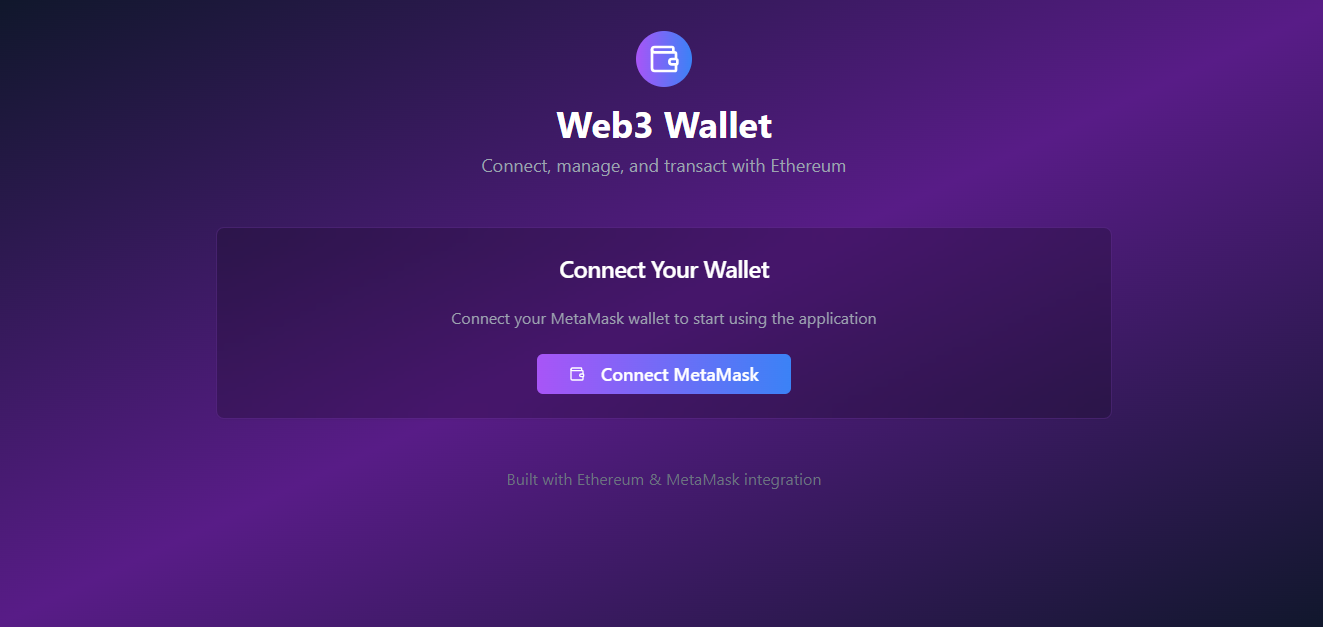 Web3 Wallet
Connect, manage, and transact with Ethereum
Connect Your Wallet
Connect your MetaMask wallet to start using the application
Connect MetaMask
Built with Ethereum & MetaMask integration